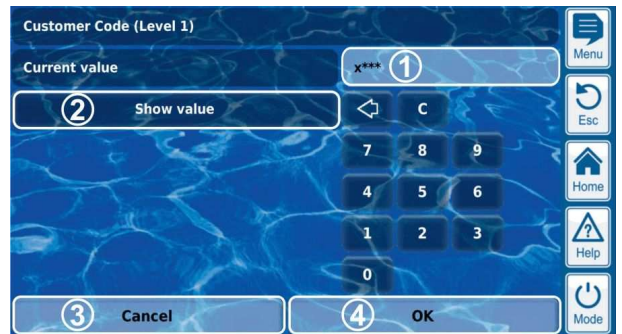 Customer Code (Level 1)
Menu
Current value
x***
1
2
Show value
C
Esc
7 8 9
4 5 6
Home
1 2 3
?
Help
0
3
Cancel
4
OK
Mode